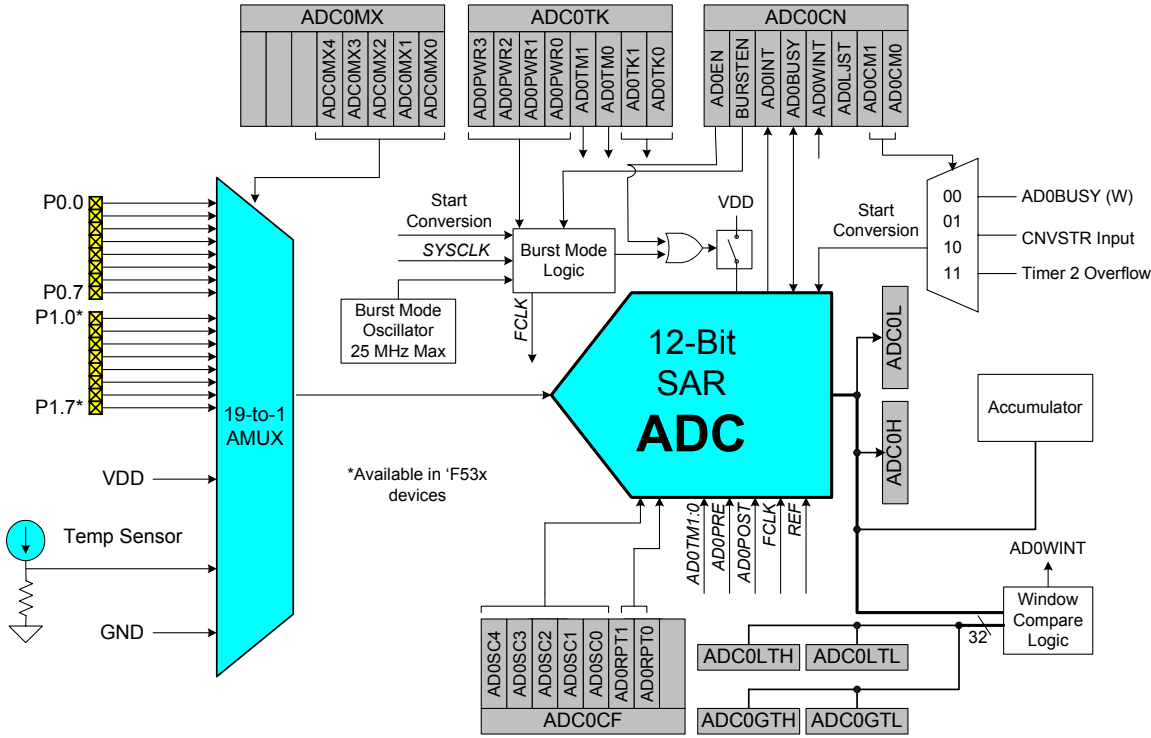 ADC0MX
ADC0MX4
ADC0MX3
ADC0MX2
ADC0MX1
ADC0MX0
ADC0TK
AD0PWR3
AD0PWR2
AD0PWR1
AD0PWR0
AD0TM1
AD0TM0
AD0TK1
AD0TK0
ADC0CN
AD0EN
BURSTEN
AD0INT
AD0BUSY
AD0WINT
AD0LJST
AD0CM1
AD0CM0
P0.0
P0.7
P1.0*
P1.7*
VDD
Temp Sensor
GND
19-to-1
AMUX
Start
Conversion
SYSCLK
Burst Mode
Logic
Burst Mode
Oscillator
25 MHz Max
FCLK
VDD
Start
Conversion
00
01
10
11
AD0BUSY (W)
CNVSTR Input
Timer 2 Overflow
12-Bit
SAR
ADC
ADC0L
ADC0H
Accumulator
*Available in ‘F53x
devices
AD0TM1:0
AD0PRE
AD0POST
FCLK
REF
AD0WINT
Window
Compare
Logic
32
AD0SC4
AD0SC3
AD0SC2
AD0SC1
AD0SC0
AD0RPT1
AD0RPT0
ADC0CF
ADC0LTH
ADC0LTL
ADC0GTH
ADC0GTL